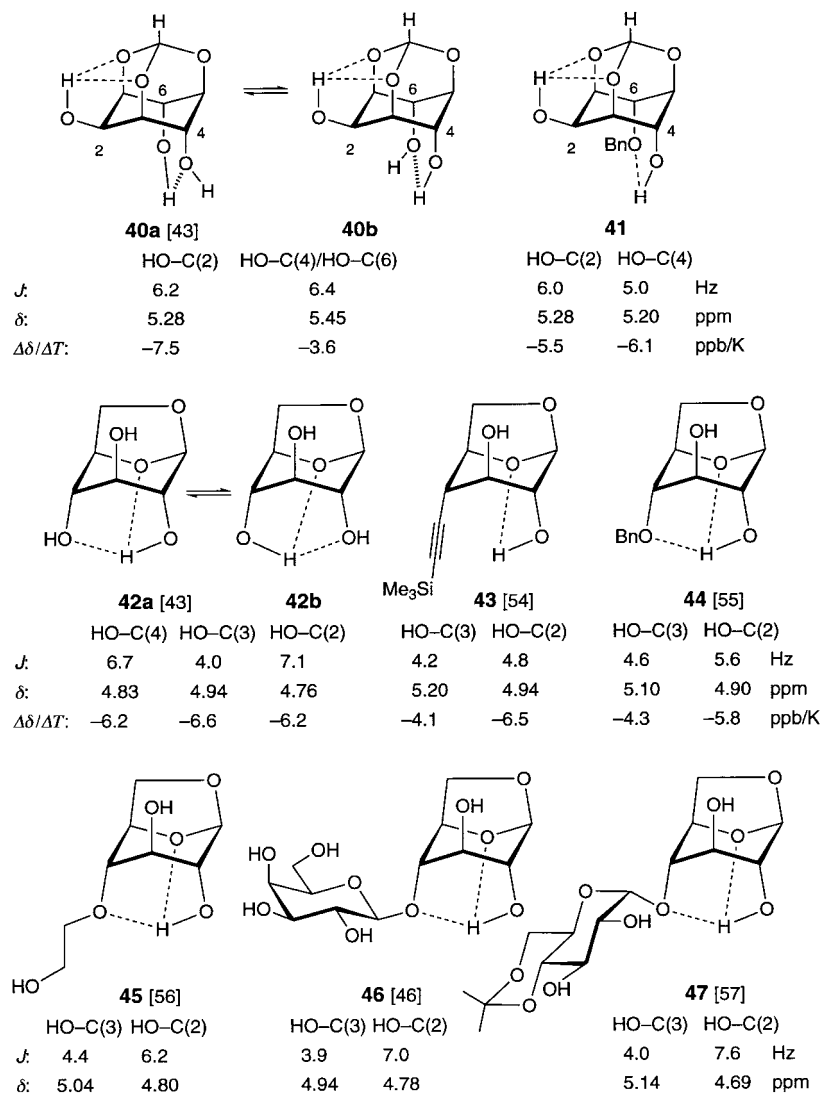 H
O O H O
6
4
2
40a [43]
H
O O H O
6
4
2
40b
H
O O H O
6
BnO
4
2
41
HO–C(2) HO–C(4)/HO–C(6) HO–C(2) HO–C(4)
J: 6.2 6.4 6.0 5.0 Hz
δ: 5.28 5.45 5.28 5.20 ppm
Δδ/ΔT: –7.5 –3.6 –5.5 –6.1 ppb/K
O OH O HO H O
O OH O O H OH
O OH O H O Me3Si
O OH O BnO H O
42a [43] 42b 43 [54] 44 [55]
HO–C(4) HO–C(3) HO–C(2) HO–C(3) HO–C(2) HO–C(3) HO–C(2)
J: 6.7 4.0 7.1 4.2 4.8 4.6 5.6 Hz
δ: 4.83 4.94 4.76 5.20 4.94 5.10 4.90 ppm
Δδ/ΔT: –6.2 –6.6 –6.2 –4.1 –6.5 –4.3 –5.8 ppb/K
O OH O O H O HO
O OH O HO OH O HO OH O H O
O OH O O O OH O H O O OH
45 [56] 46 [46] 47 [57]
HO–C(3) HO–C(2) HO–C(3) HO–C(2) HO–C(3) HO–C(2)
J: 4.4 6.2 3.9 7.0 4.0 7.6 Hz
δ: 5.04 4.80 4.94 4.78 5.14 4.69 ppm